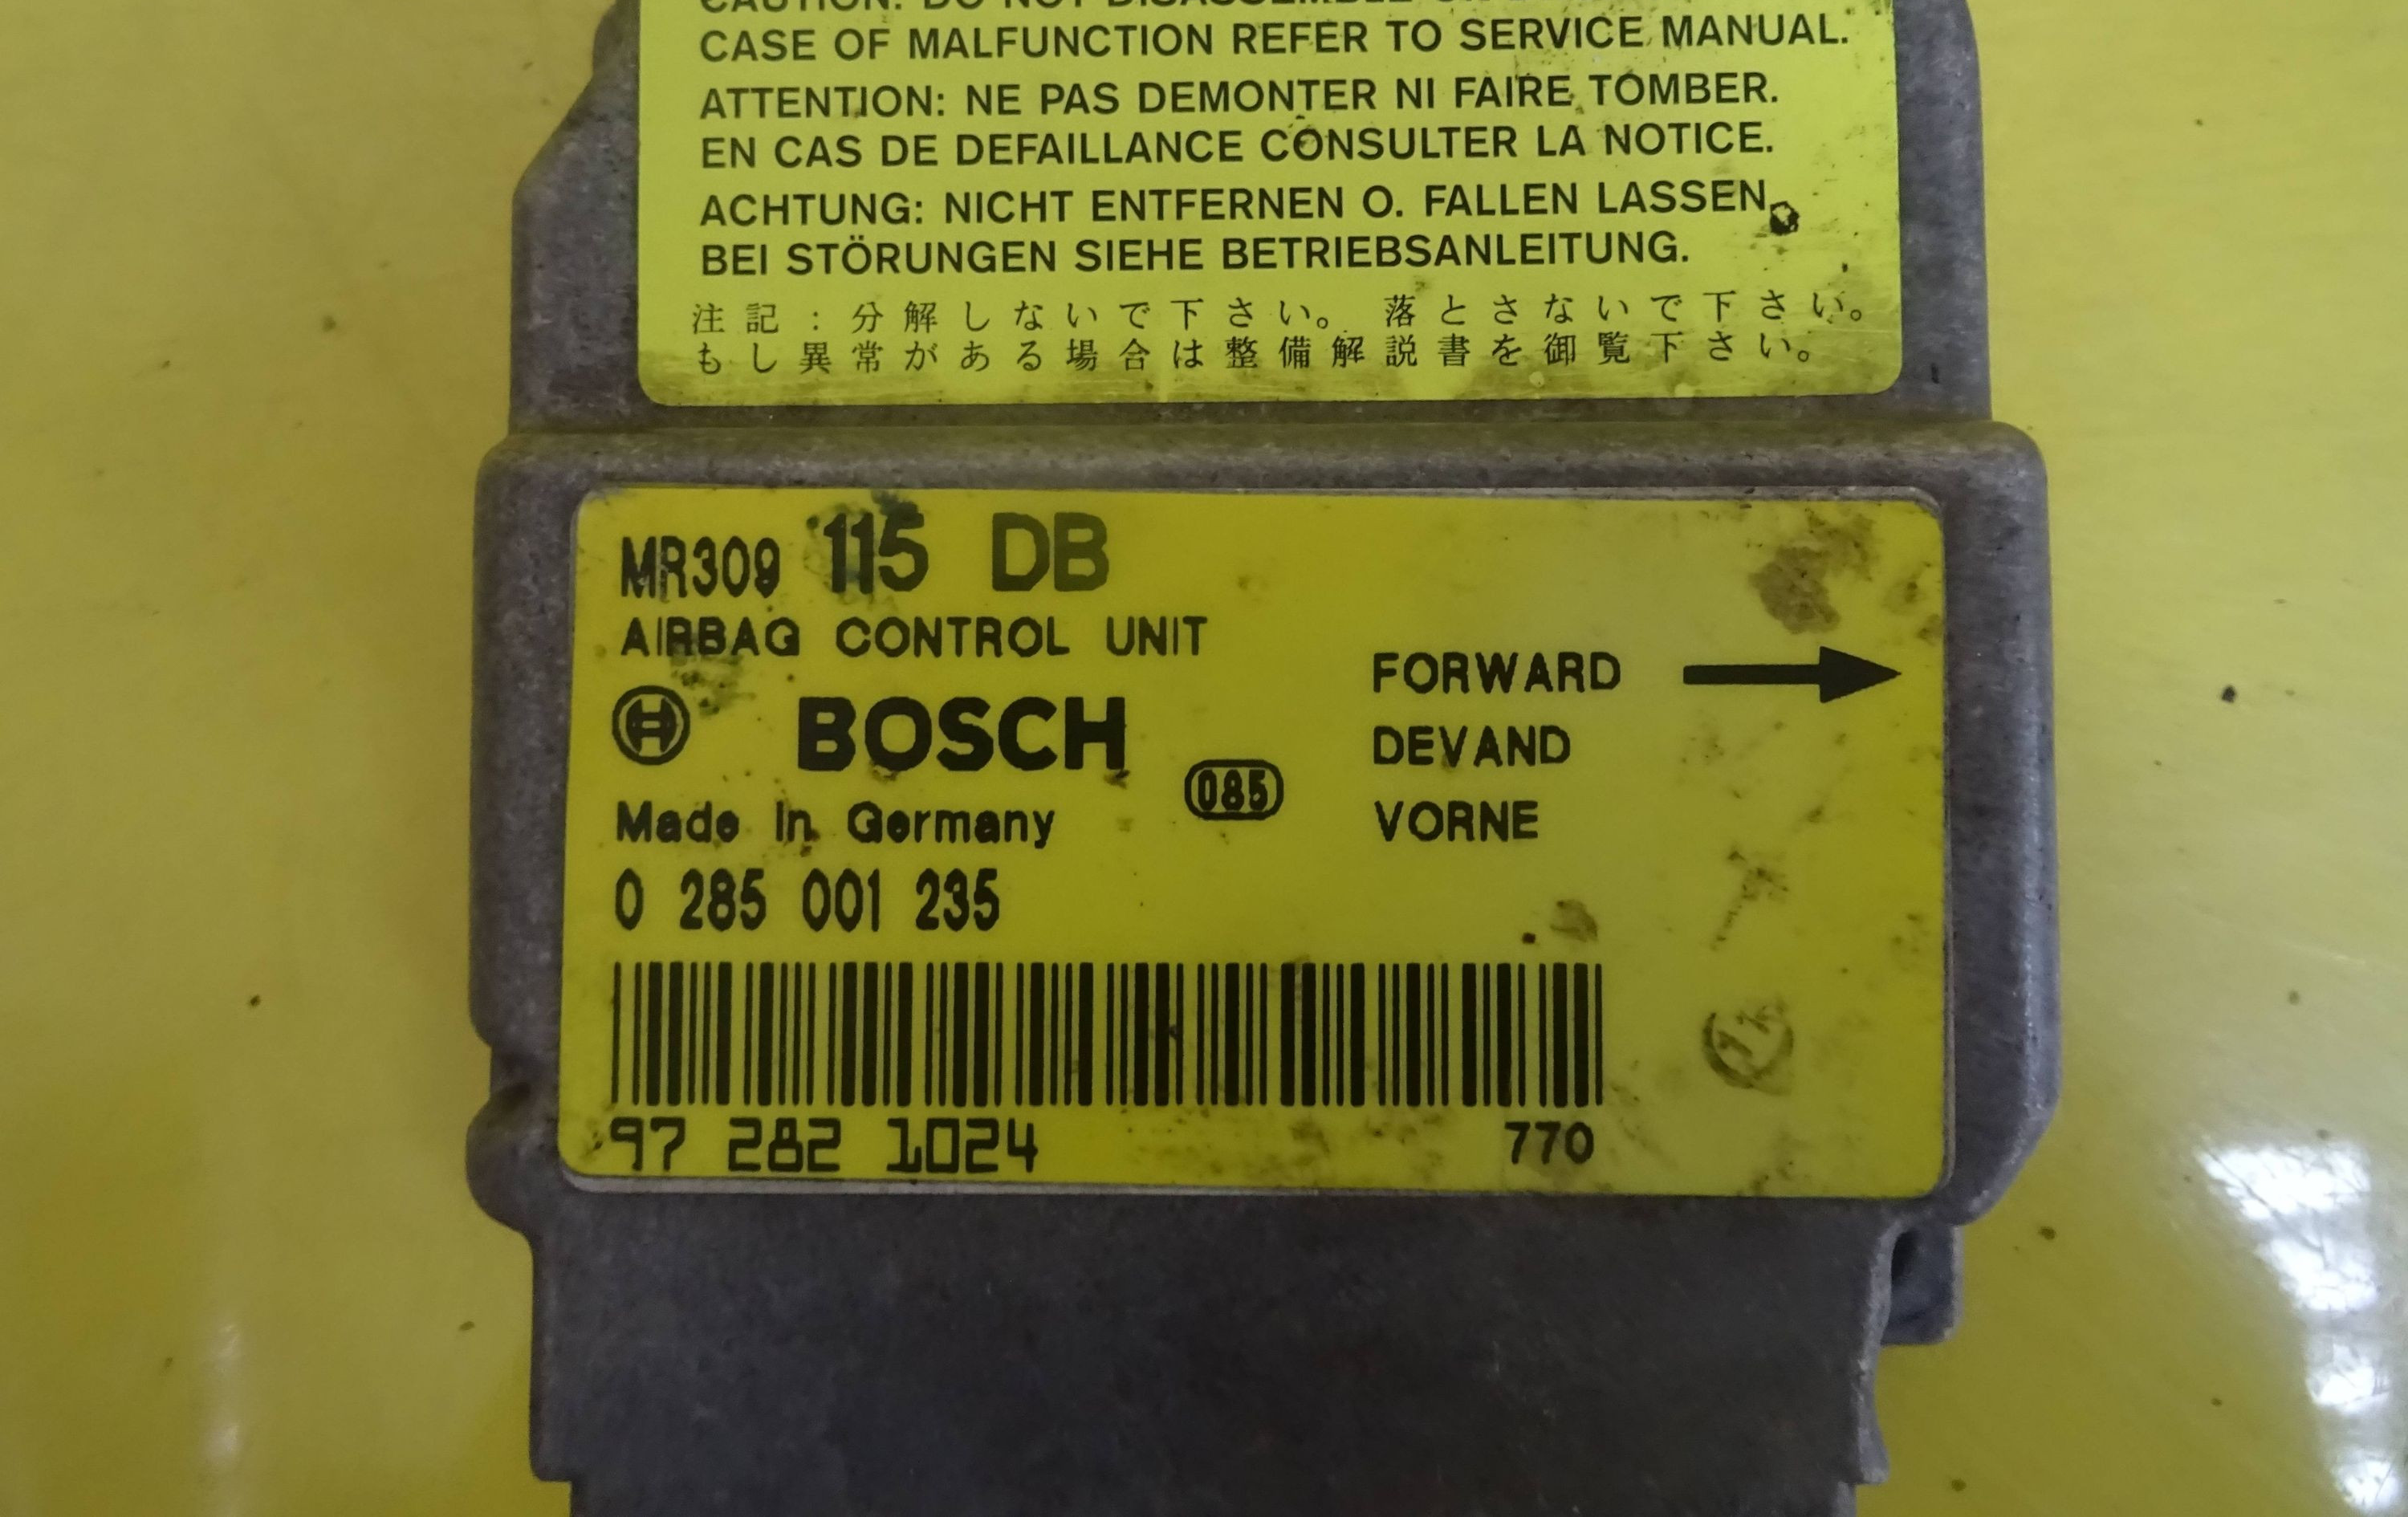 CAUTION: DO NOT DISASSEMBLE
CASE OF MALFUNCTION REFER TO SERVICE MANUAL.
ATTENTION: NE PAS DEMONTER NI FAIRE TOMBER.
EN CAS DE DEFAILLANCE CONSULTER LA NOTICE.
ACHTUNG: NICHT ENTFERNEN O. FALLEN LASSEN.
BEI STÖRUNGEN SIEHE BETRIEBSANLEITUNG.
注記:分解しないで下さい。 落とさないで下さい。
もし異常がある場合は整備解説書を御覧下さい。
MR309 115 DB
AIRBAG CONTROL UNIT
BOSCH
Made in Germany
085
0 285 001 235
FORWARD
DEVAND
VORNE
97 282 1024
770